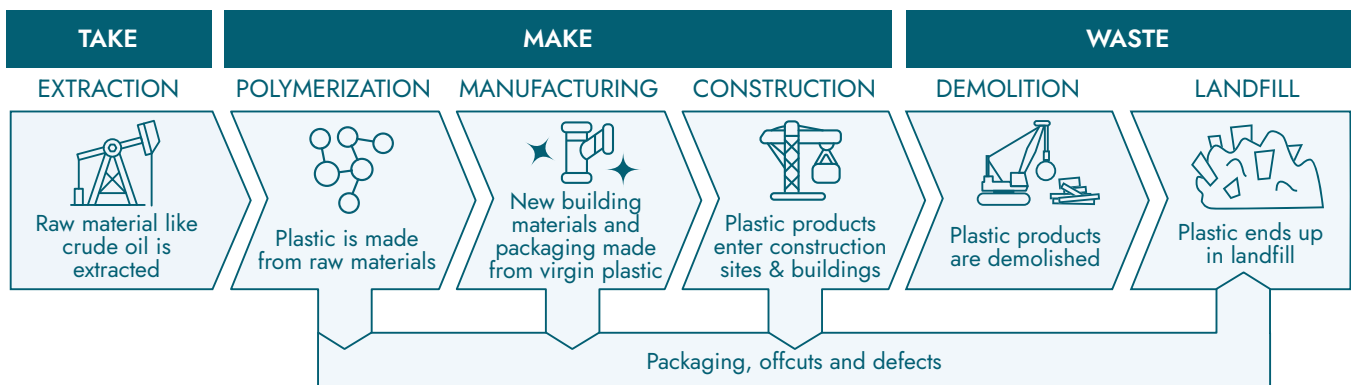 TAKE
MAKE
WASTE
EXTRACTION
POLYMERIZATION
MANUFACTURING
CONSTRUCTION
DEMOLITION
LANDFILL
Raw material like
crude oil is
extracted
Plastic is made
from raw materials
New building
materials and
packaging made
from virgin plastic
Plastic products
enter construction
sites & buildings
Plastic products
are demolished
Plastic ends up
in landfill
Packaging, offcuts and defects